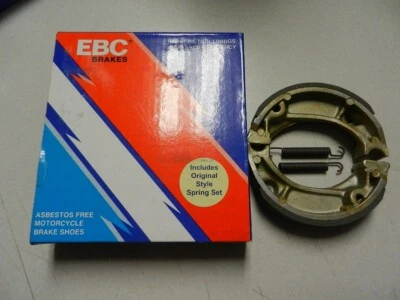 EBC
BRAKES
Includes
Original
Style
Spring Set
ASBESTOS FREE
MOTORCYCLE
BRAKE SHOES